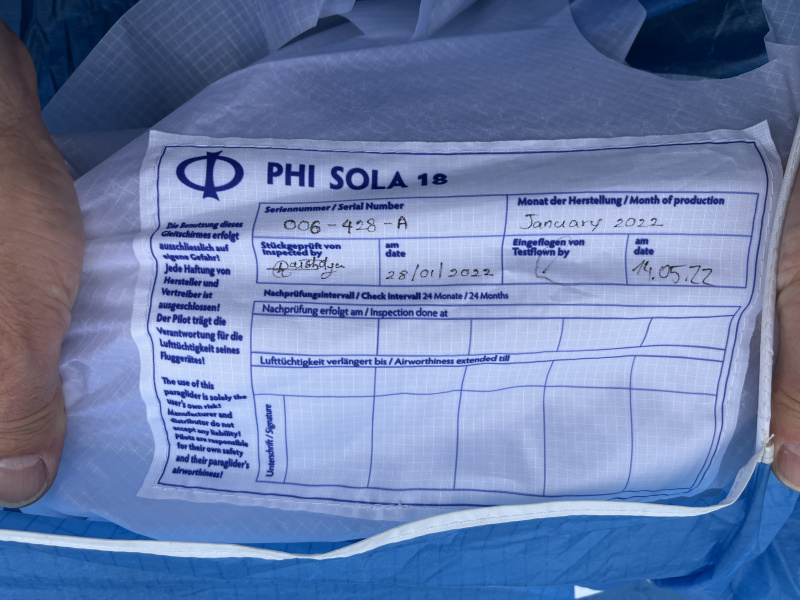 PHI SOLA 18
Seriennummer / Serial Number
006-428-A
Monat der Herstellung / Month of production
January 2022
Stückgeprüft von
Inspected by
am
date
28/01/2022
Eingeflogen von
Testflown by
am
date
14.05.22
Nachprüfungsintervall / Check interval 24 Monate / 24 Months
Nachprüfung erfolgt am / Inspection done at
Lufttüchtigkeit verlängert bis / Airworthiness extended till
Unterschrift / Signature
Die Benutzung dieses
Gleitschirmes erfolgt
ausschliesslich auf
eigene Gefahr!
Jede Haftung von
Hersteller und
Vertreiber ist
ausgeschlossen!
Der Pilot trägt die
Verantwortung für die
Lufttüchtigkeit seines
Fluggerätes!
The use of this
paraglider is solely the
user's own risk!
Manufacturer and
distributor do not
accept any liability!
Pilots are responsible
for their own safety
and their paraglider's
airworthiness!